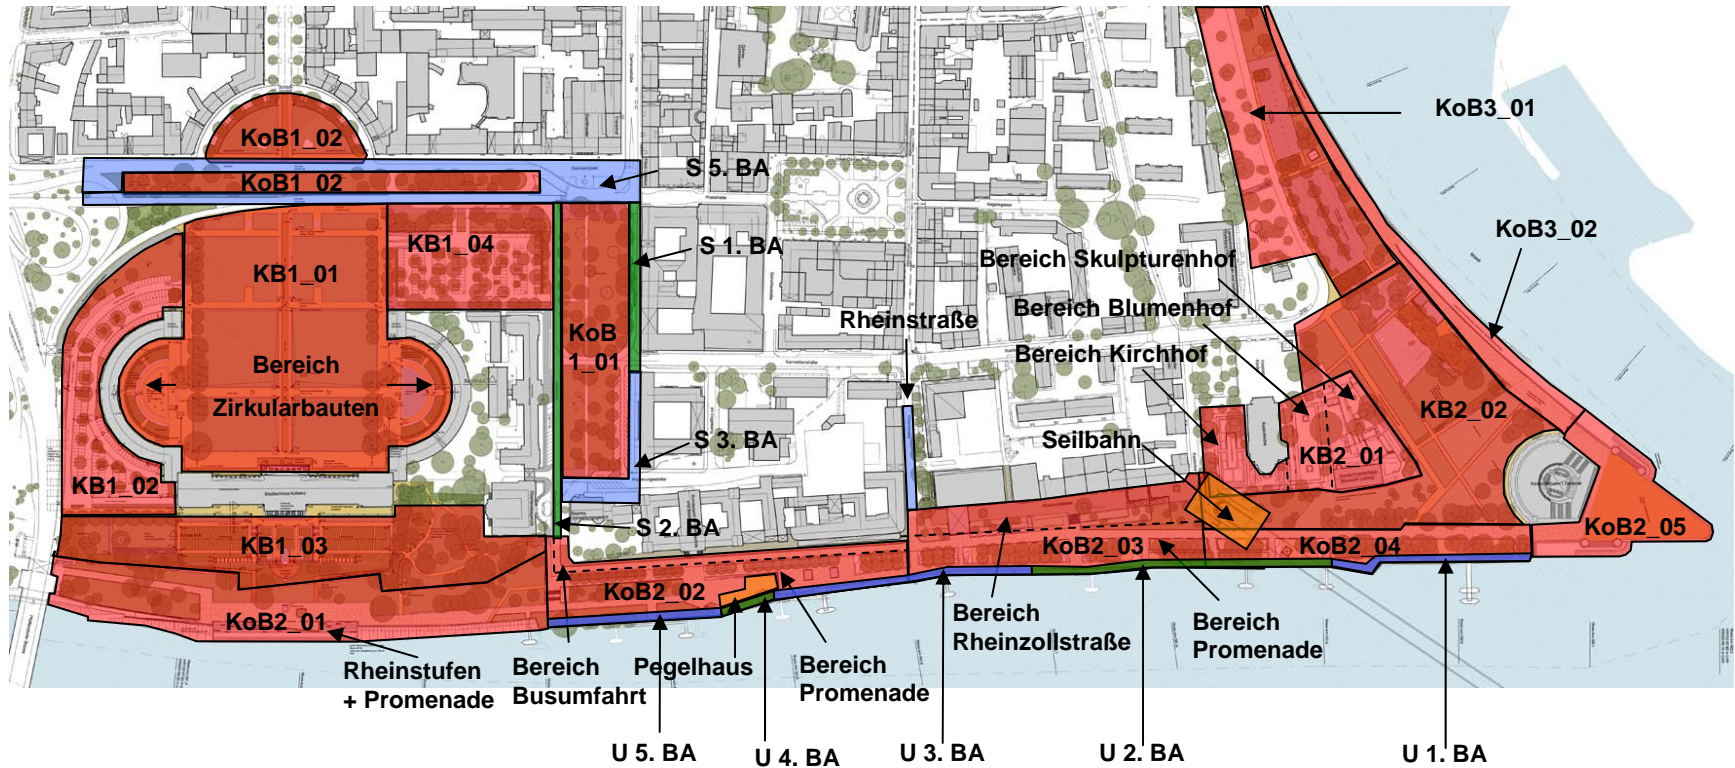 KoB1_02
KoB1_02
S 5. BA
KoB3_01
KB1_04
KB1_01
S 1. BA
KoB3_02
Bereich Skulpturenhof
Bereich Blumenhof
Rheinstraße
KoB
1_01
Bereich Kirchhof
Bereich
Zirkularbauten
KB2_02
Seilbahn
S 3. BA
KB2_01
KB1_02
S 2. BA
KoB2_05
KB1_03
KoB2_03
KoB2_04
KoB2_02
KoB2_01
Rheinstufen
+ Promenade
Bereich
Busumfahrt
Pegelhaus
Bereich
Promenade
Bereich
Rheinzollstraße
Bereich
Promenade
U 5. BA
U 4. BA
U 3. BA
U 2. BA
U 1. BA